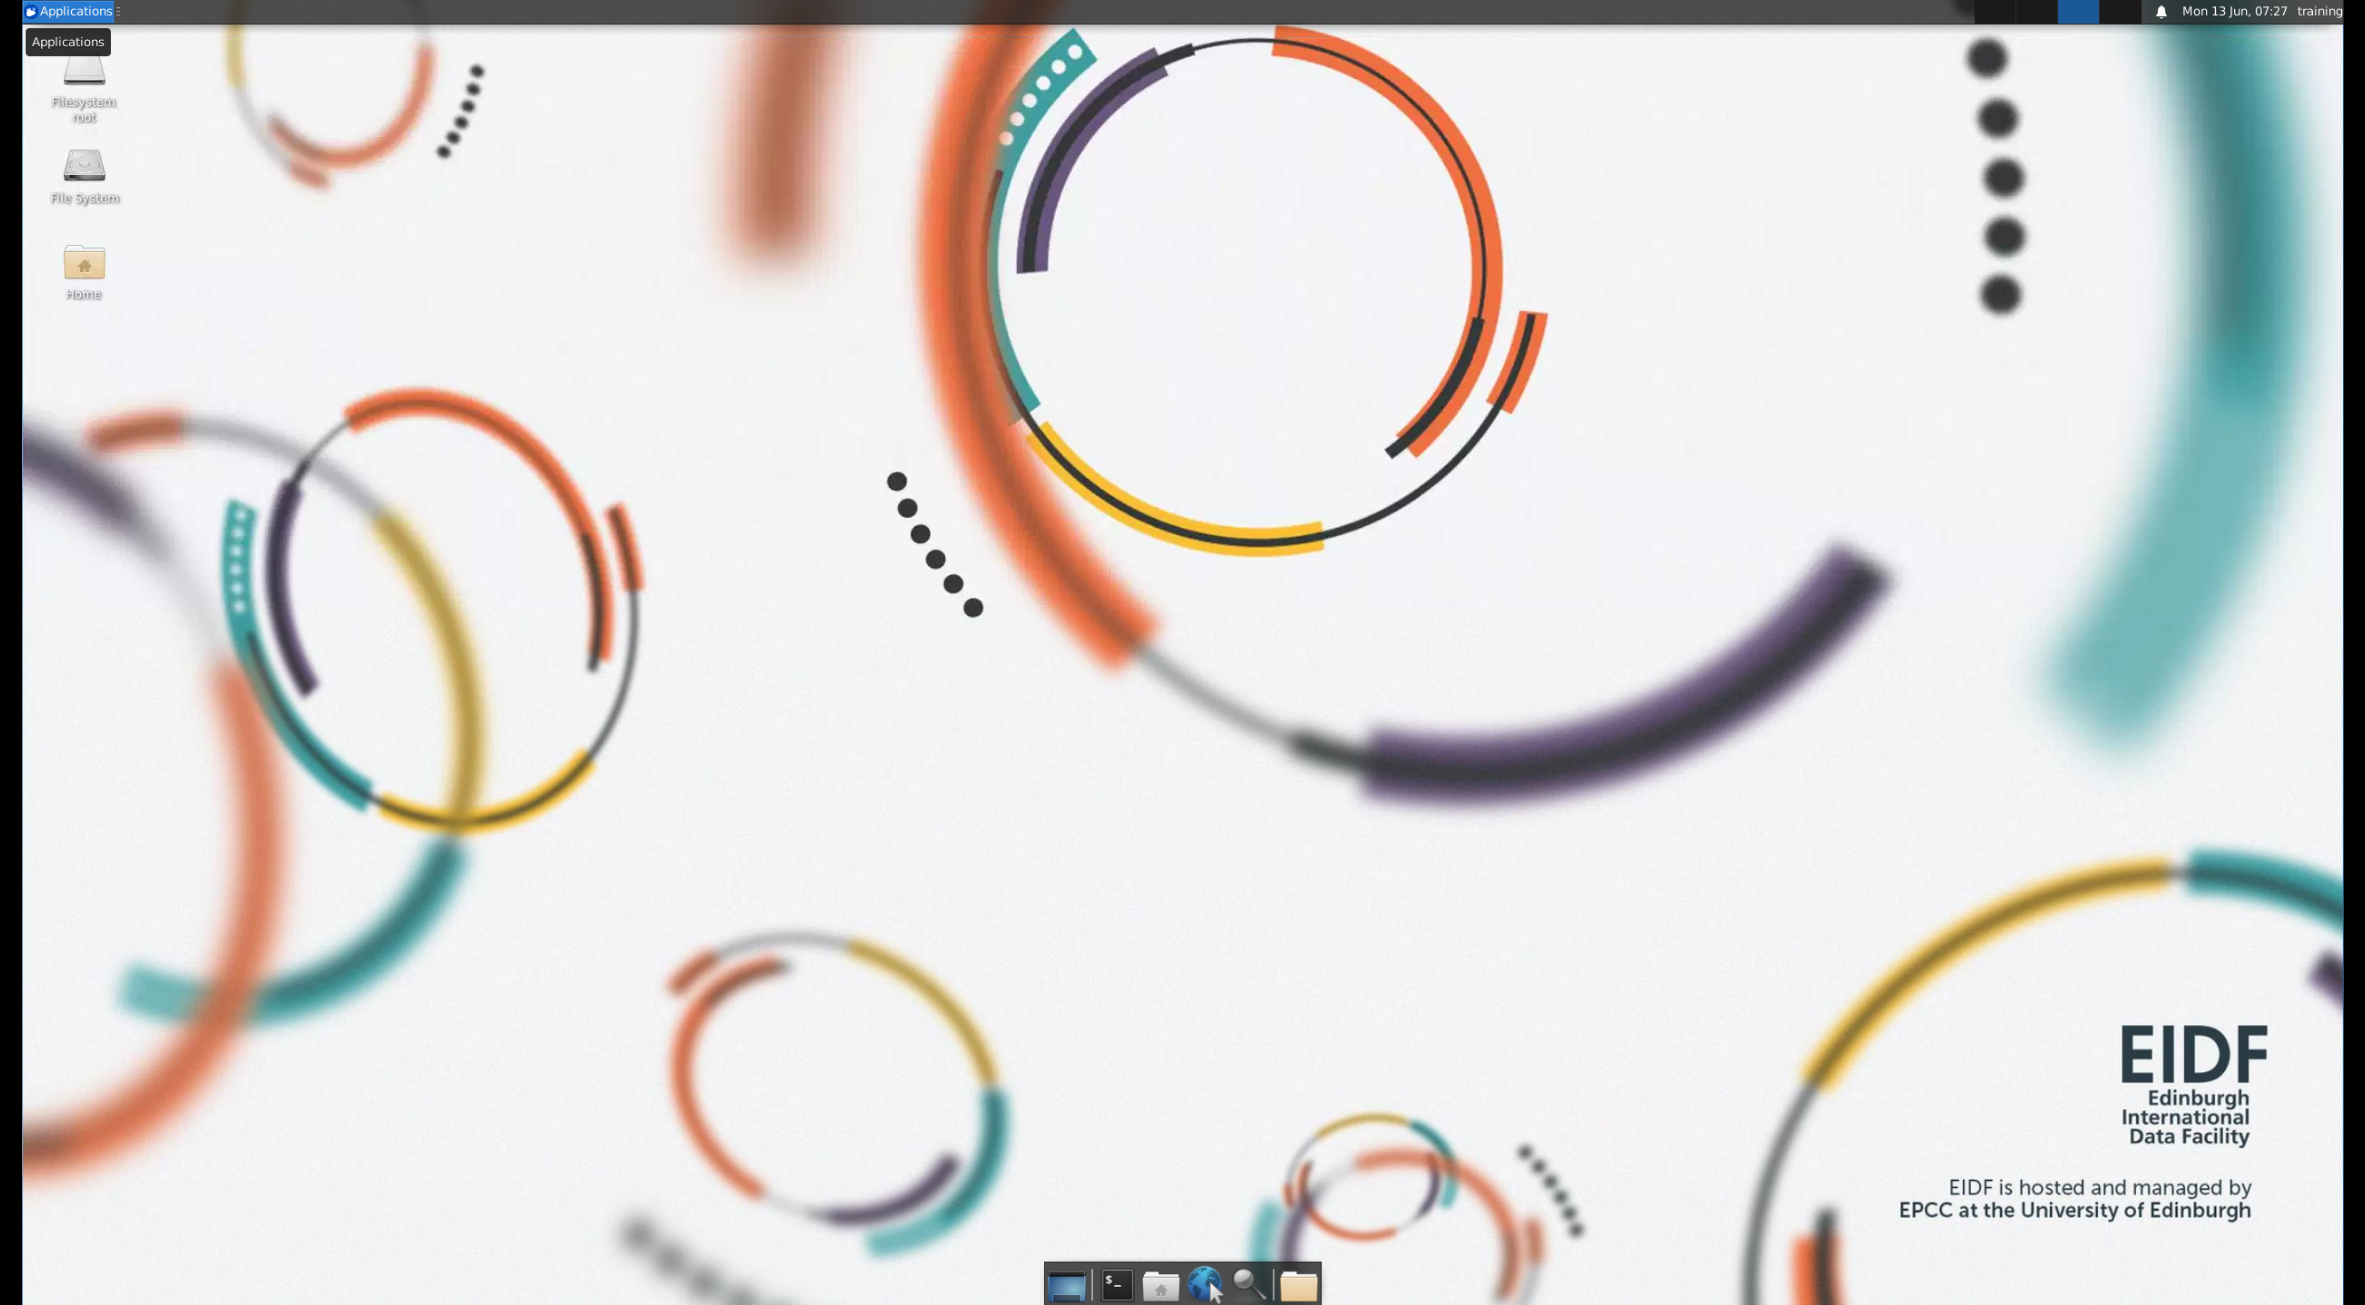 Applications
Mon 13 Jun, 07:27 training
Applications
Filesystem
root
File System
Home
EIDF
Edinburgh
International
Data Facility
EIDF is hosted and managed by
EPCC at the University of Edinburgh
$_